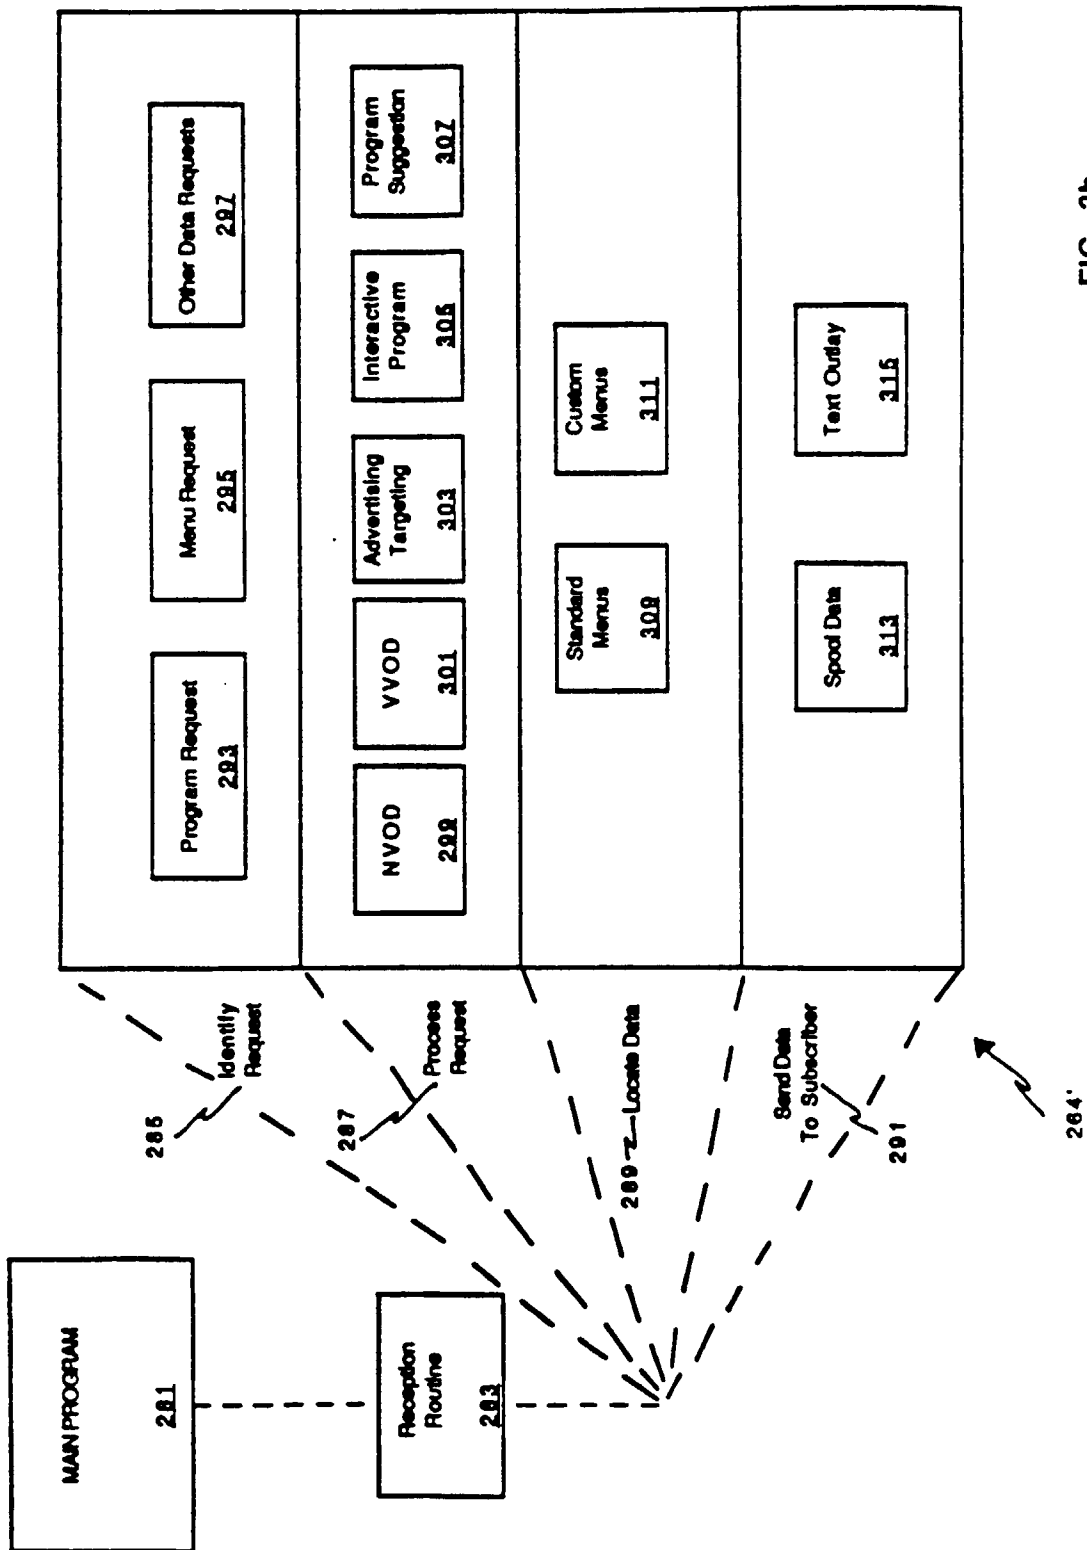 MAIN PROGRAM
281
Reception
Routine
283
285
Identify
Request
287
Process
Request
289
Locate Data
Send Data
To Subscriber
291
264'
Program Request
293
Menu Request
295
Other Data Requests
297
NVOD
299
VVOD
301
Advertising
Targeting
303
Interactive
Program
305
Program
Suggestion
307
Standard
Menus
309
Custom
Menus
311
Spool Data
313
Text Outlay
315
FIG. 3b